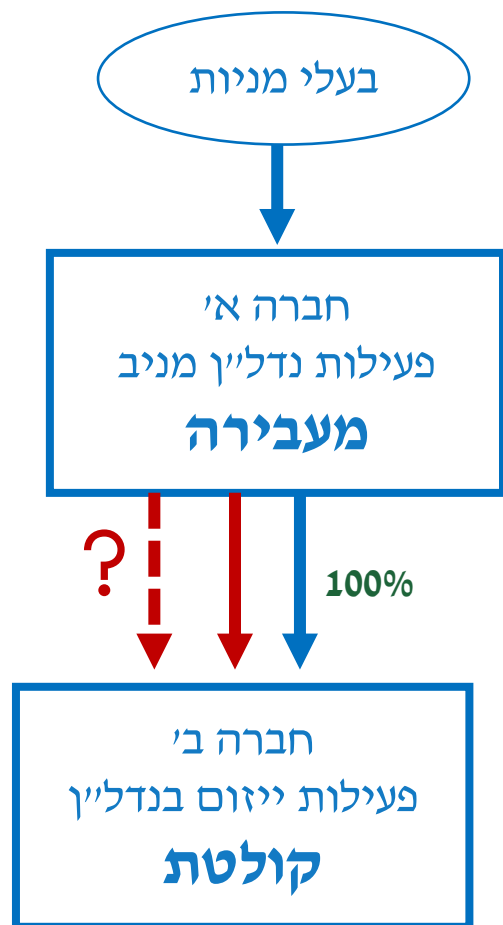 בעלי מניות
חברה א׳
פעילות נדל״ן מניב
מעבירה
?
100%
חברה ב׳
פעילות ייזום בנדל״ן
קולטת